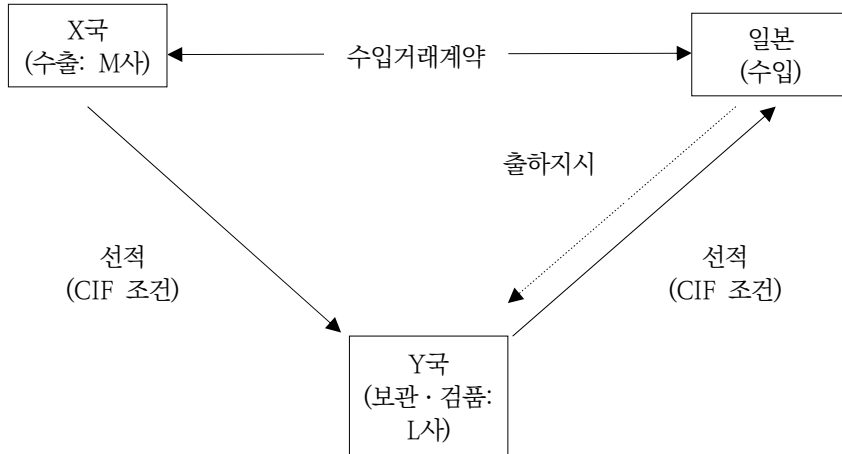 X국
(수출: M사)
수입거래계약
일본
(수입)
출하지시
선적
(CIF 조건)
선적
(CIF 조건)
Y국
(보관 · 검품:
L사)